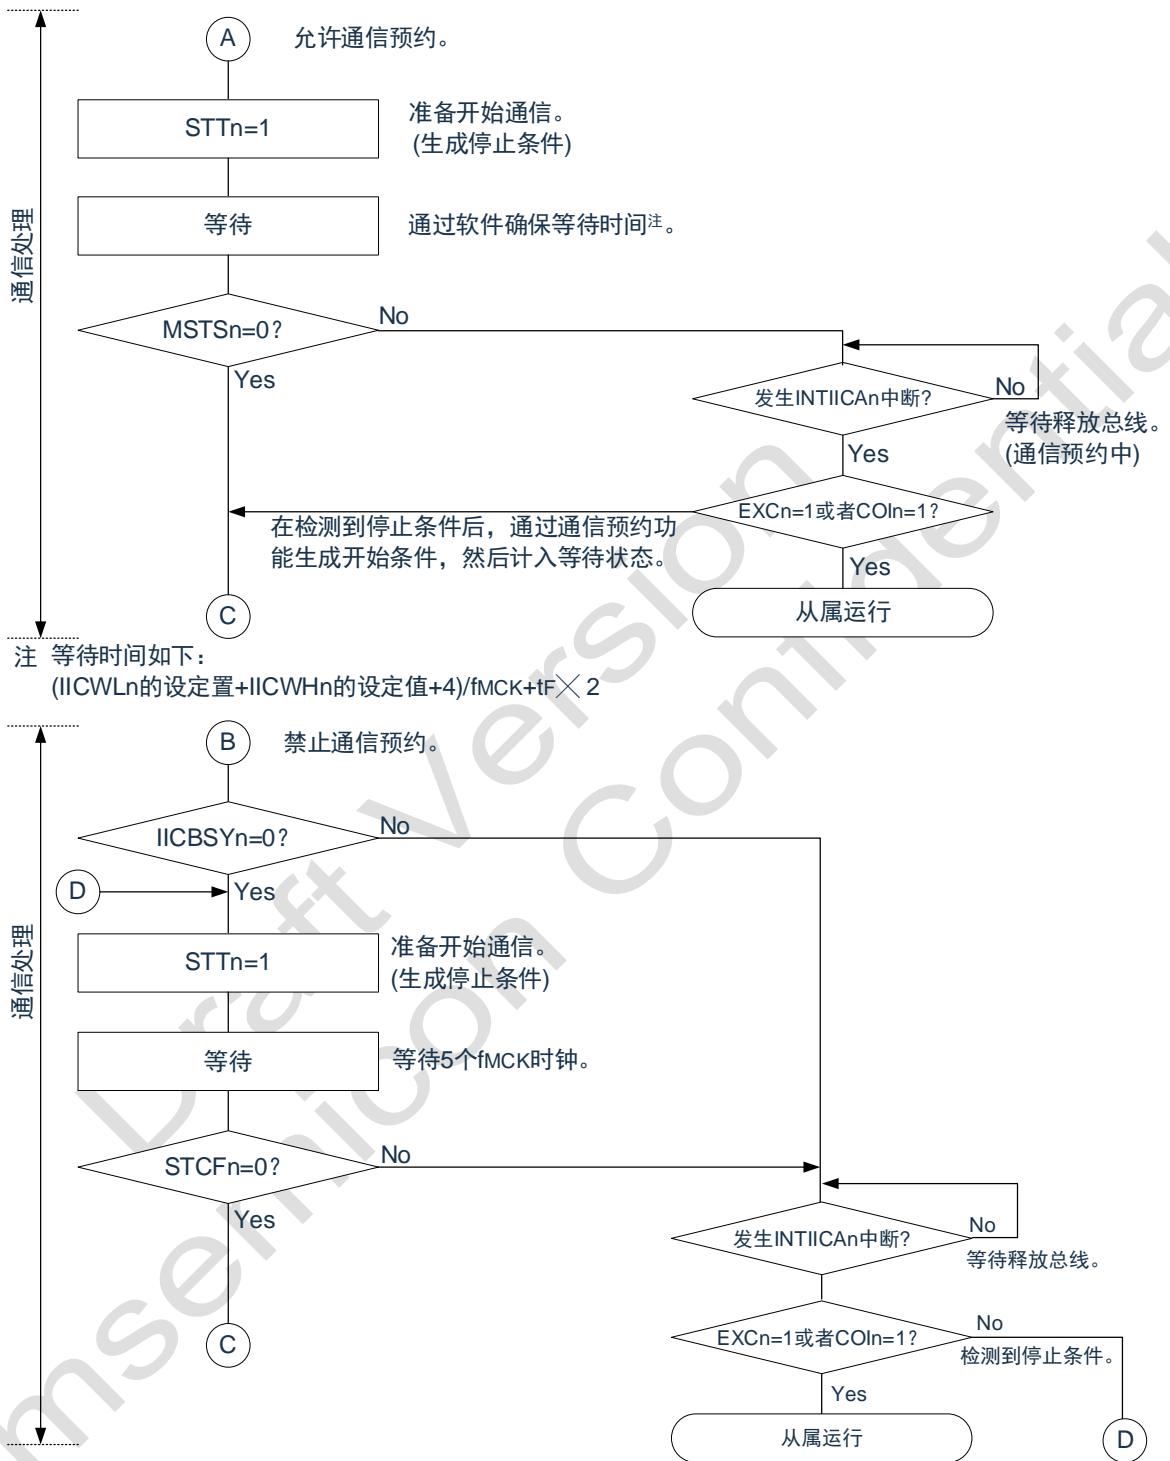 A
允许通信预约。
STTn=1
准备开始通信。
(生成停止条件)
等待
通过软件确保等待时间注。
通信处理
MSTSn=0?
No
Yes
发生INTIICAn中断?
No
等待释放总线。
(通信预约中)
Yes
EXCn=1或者COIn=1?
在检测到停止条件后，通过通信预约功
能生成开始条件，然后计入等待状态。
Yes
C
从属运行
注 等待时间如下：
(IICWLn的设定置+IICWHn的设定值+4)/fMCK+tF× 2
B
禁止通信预约。
IICBSYn=0?
No
D
Yes
通信处理
STTn=1
准备开始通信。
(生成停止条件)
等待
等待5个fMCK时钟。
STCFn=0?
No
Yes
发生INTIICAn中断?
No
等待释放总线。
C
EXCn=1或者COIn=1?
No
检测到停止条件。
Yes
从属运行
D
Draft Version
msemicon Confidential